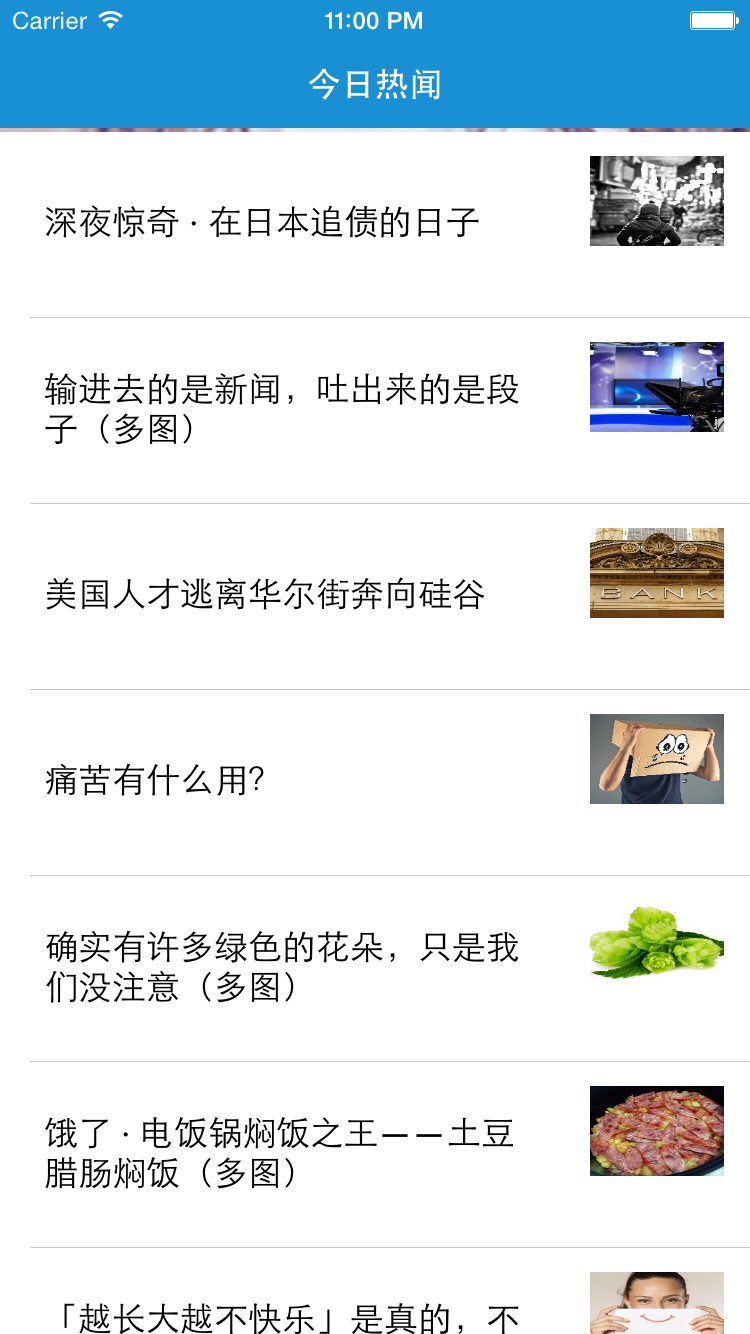 Carrier 11:00 PM
今日热闻
深夜惊奇 · 在日本追债的日子
输进去的是新闻，吐出来的是段
子（多图）
美国人才逃离华尔街奔向硅谷
BANK
痛苦有什么用？
确实有许多绿色的花朵，只是我
们没注意（多图）
饿了 · 电饭锅焖饭之王——土豆
腊肠焖饭（多图）
「越长大越不快乐」是真的，不